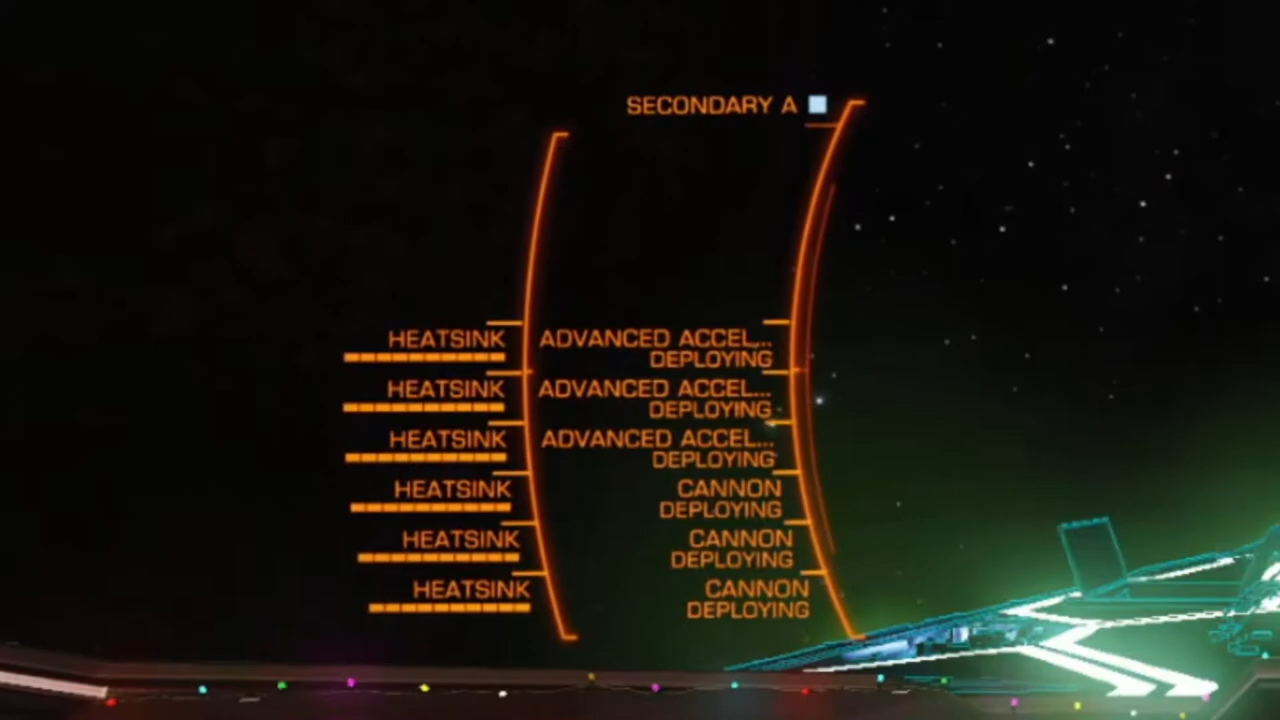 SECONDARY A
HEATSINK
HEATSINK
HEATSINK
HEATSINK
HEATSINK
HEATSINK
ADVANCED ACCEL...
DEPLOYING
ADVANCED ACCEL...
DEPLOYING
ADVANCED ACCEL...
DEPLOYING
CANNON
DEPLOYING
CANNON
DEPLOYING
CANNON
DEPLOYING